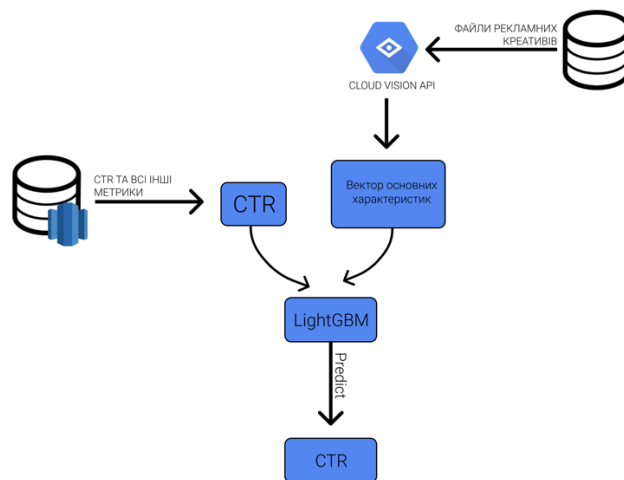 ФАЙЛИ РЕКЛАМНИХ
КРЕАТИВІВ
CLOUD VISION API
CTR ТА ВСІ ІНШІ
МЕТРИКИ
CTR
Вектор основних
характеристик
LightGBM
Predict
CTR